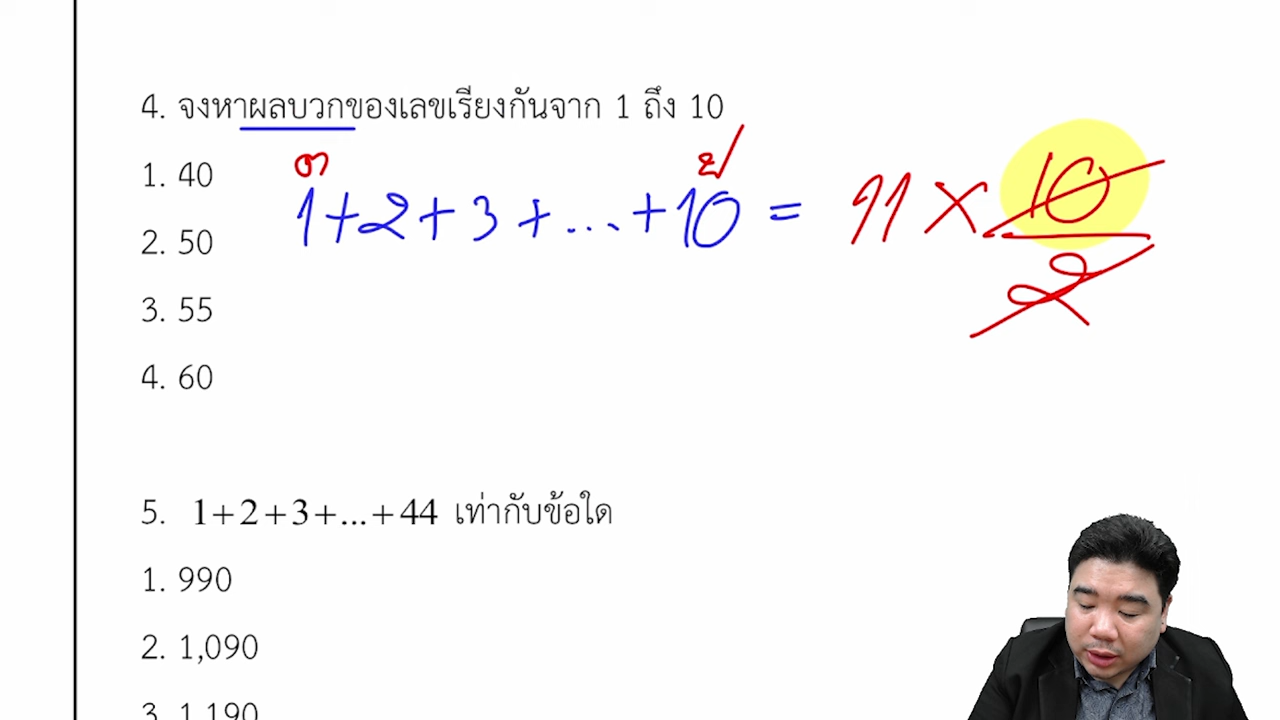 4. จงหาผลบวกของเลขเรียงกันจาก 1 ถึง 10
1. 40
ต ป
1+2+3+...+10 = 11 × 10/2
2. 50
3. 55
4. 60
5. 1+2+3+...+44 เท่ากับข้อใด
1. 990
2. 1,090
3. 1,190